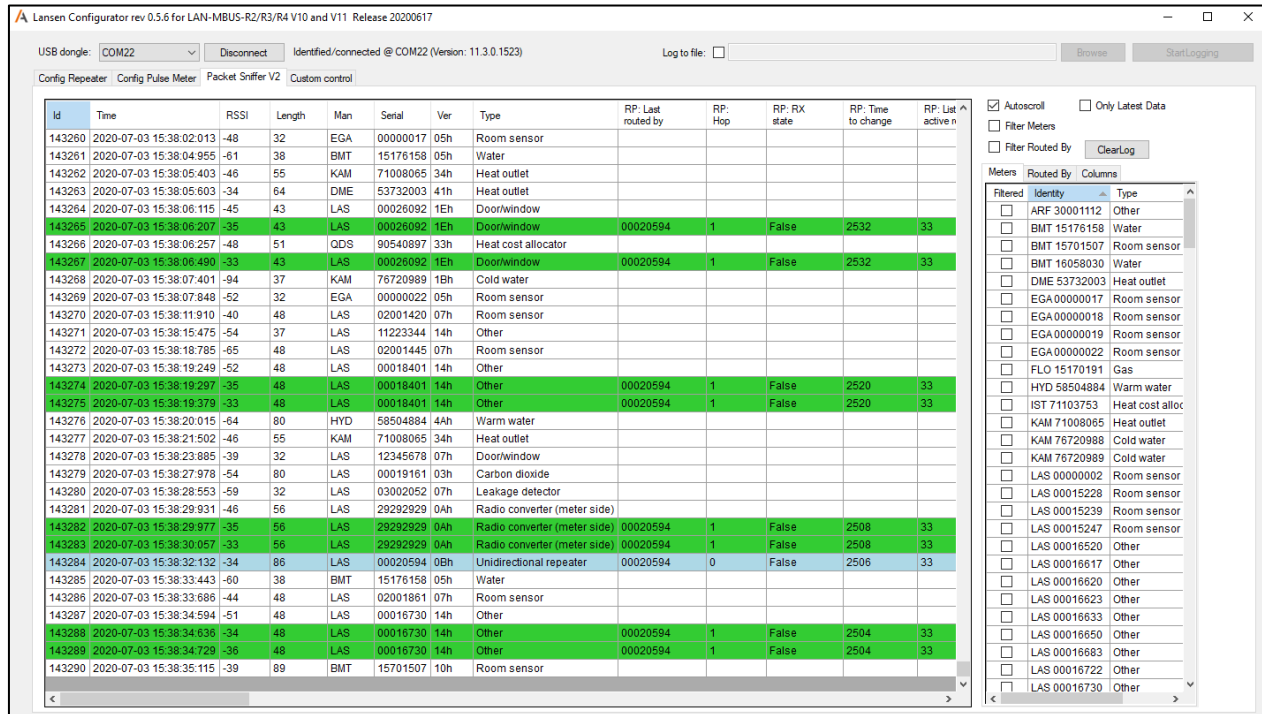 Lansen Configurator rev 0.5.6 for LAN-MBUS-R2/R3/R4 V10 and V11 Release 20200617
USB dongle: COM22 Disconnect Identified/connected @ COM22 (Version: 11.3.0.1523) Log to file: Browse StartLogging
Config Repeater Config Pulse Meter Packet Sniffer V2 Custom control
Id Time RSSI Length Man Serial Ver Type RP: Last routed by RP: Hop RP: RX state RP: Time to change RP: List active
143260 2020-07-03 15:38:02:013 -48 32 EGA 00000017 05h Room sensor
143261 2020-07-03 15:38:04:955 -61 38 BMT 15176158 05h Water
143262 2020-07-03 15:38:05:403 -46 55 KAM 71008065 34h Heat outlet
143263 2020-07-03 15:38:05:603 -34 64 DME 53732003 41h Heat outlet
143264 2020-07-03 15:38:06:115 -45 43 LAS 00026092 1Eh Door/window
143265 2020-07-03 15:38:06:207 -35 43 LAS 00026092 1Eh Door/window 00020594 1 False 2532 33
143266 2020-07-03 15:38:06:257 -48 51 QDS 90540897 33h Heat cost allocator
143267 2020-07-03 15:38:06:490 -33 43 LAS 00026092 1Eh Door/window 00020594 1 False 2532 33
143268 2020-07-03 15:38:07:401 -94 37 KAM 76720989 1Bh Cold water
143269 2020-07-03 15:38:07:848 -52 32 EGA 00000022 05h Room sensor
143270 2020-07-03 15:38:11:910 -40 48 LAS 02001420 07h Room sensor
143271 2020-07-03 15:38:15:475 -54 37 LAS 11223344 14h Other
143272 2020-07-03 15:38:18:785 -65 48 LAS 02001445 07h Room sensor
143273 2020-07-03 15:38:19:249 -52 48 LAS 00018401 14h Other
143274 2020-07-03 15:38:19:297 -35 48 LAS 00018401 14h Other 00020594 1 False 2520 33
143275 2020-07-03 15:38:19:379 -33 48 LAS 00018401 14h Other 00020594 1 False 2520 33
143276 2020-07-03 15:38:20:015 -64 80 HYD 58504884 4Ah Warm water
143277 2020-07-03 15:38:21:502 -46 55 KAM 71008065 34h Heat outlet
143278 2020-07-03 15:38:23:885 -39 32 LAS 12345678 07h Door/window
143279 2020-07-03 15:38:27:978 -54 80 LAS 00019161 03h Carbon dioxide
143280 2020-07-03 15:38:28:553 -59 32 LAS 03002052 07h Leakage detector
143281 2020-07-03 15:38:29:931 -46 56 LAS 29292929 0Ah Radio converter (meter side)
143282 2020-07-03 15:38:29:977 -35 56 LAS 29292929 0Ah Radio converter (meter side) 00020594 1 False 2508 33
143283 2020-07-03 15:38:30:057 -33 56 LAS 29292929 0Ah Radio converter (meter side) 00020594 1 False 2508 33
143284 2020-07-03 15:38:32:132 -34 86 LAS 00020594 0Bh Unidirectional repeater 00020594 0 False 2506 33
143285 2020-07-03 15:38:33:443 -60 38 BMT 15176158 05h Water
143286 2020-07-03 15:38:33:686 -44 48 LAS 02001861 07h Room sensor
143287 2020-07-03 15:38:34:594 -51 48 LAS 00016730 14h Other
143288 2020-07-03 15:38:34:636 -34 48 LAS 00016730 14h Other 00020594 1 False 2504 33
143289 2020-07-03 15:38:34:729 -36 48 LAS 00016730 14h Other 00020594 1 False 2504 33
143290 2020-07-03 15:38:35:115 -39 89 BMT 15701507 10h Room sensor
Autoscroll Only Latest Data
Filter Meters
Filter Routed By ClearLog
Meters Routed By Columns
Filtered Identity Type
ARF 30001112 Other
BMT 15176158 Water
BMT 15701507 Room sensor
BMT 16058030 Water
DME 53732003 Heat outlet
EGA 00000017 Room sensor
EGA 00000018 Room sensor
EGA 00000019 Room sensor
EGA 00000022 Room sensor
FLO 15170191 Gas
HYD 58504884 Warm water
IST 71103753 Heat cost alloc
KAM 71008065 Heat outlet
KAM 76720988 Cold water
KAM 76720989 Cold water
LAS 00000002 Room sensor
LAS 00015228 Room sensor
LAS 00015239 Room sensor
LAS 00015247 Room sensor
LAS 00016520 Other
LAS 00016617 Other
LAS 00016620 Other
LAS 00016623 Other
LAS 00016633 Other
LAS 00016650 Other
LAS 00016683 Other
LAS 00016722 Other
LAS 00016730 Other